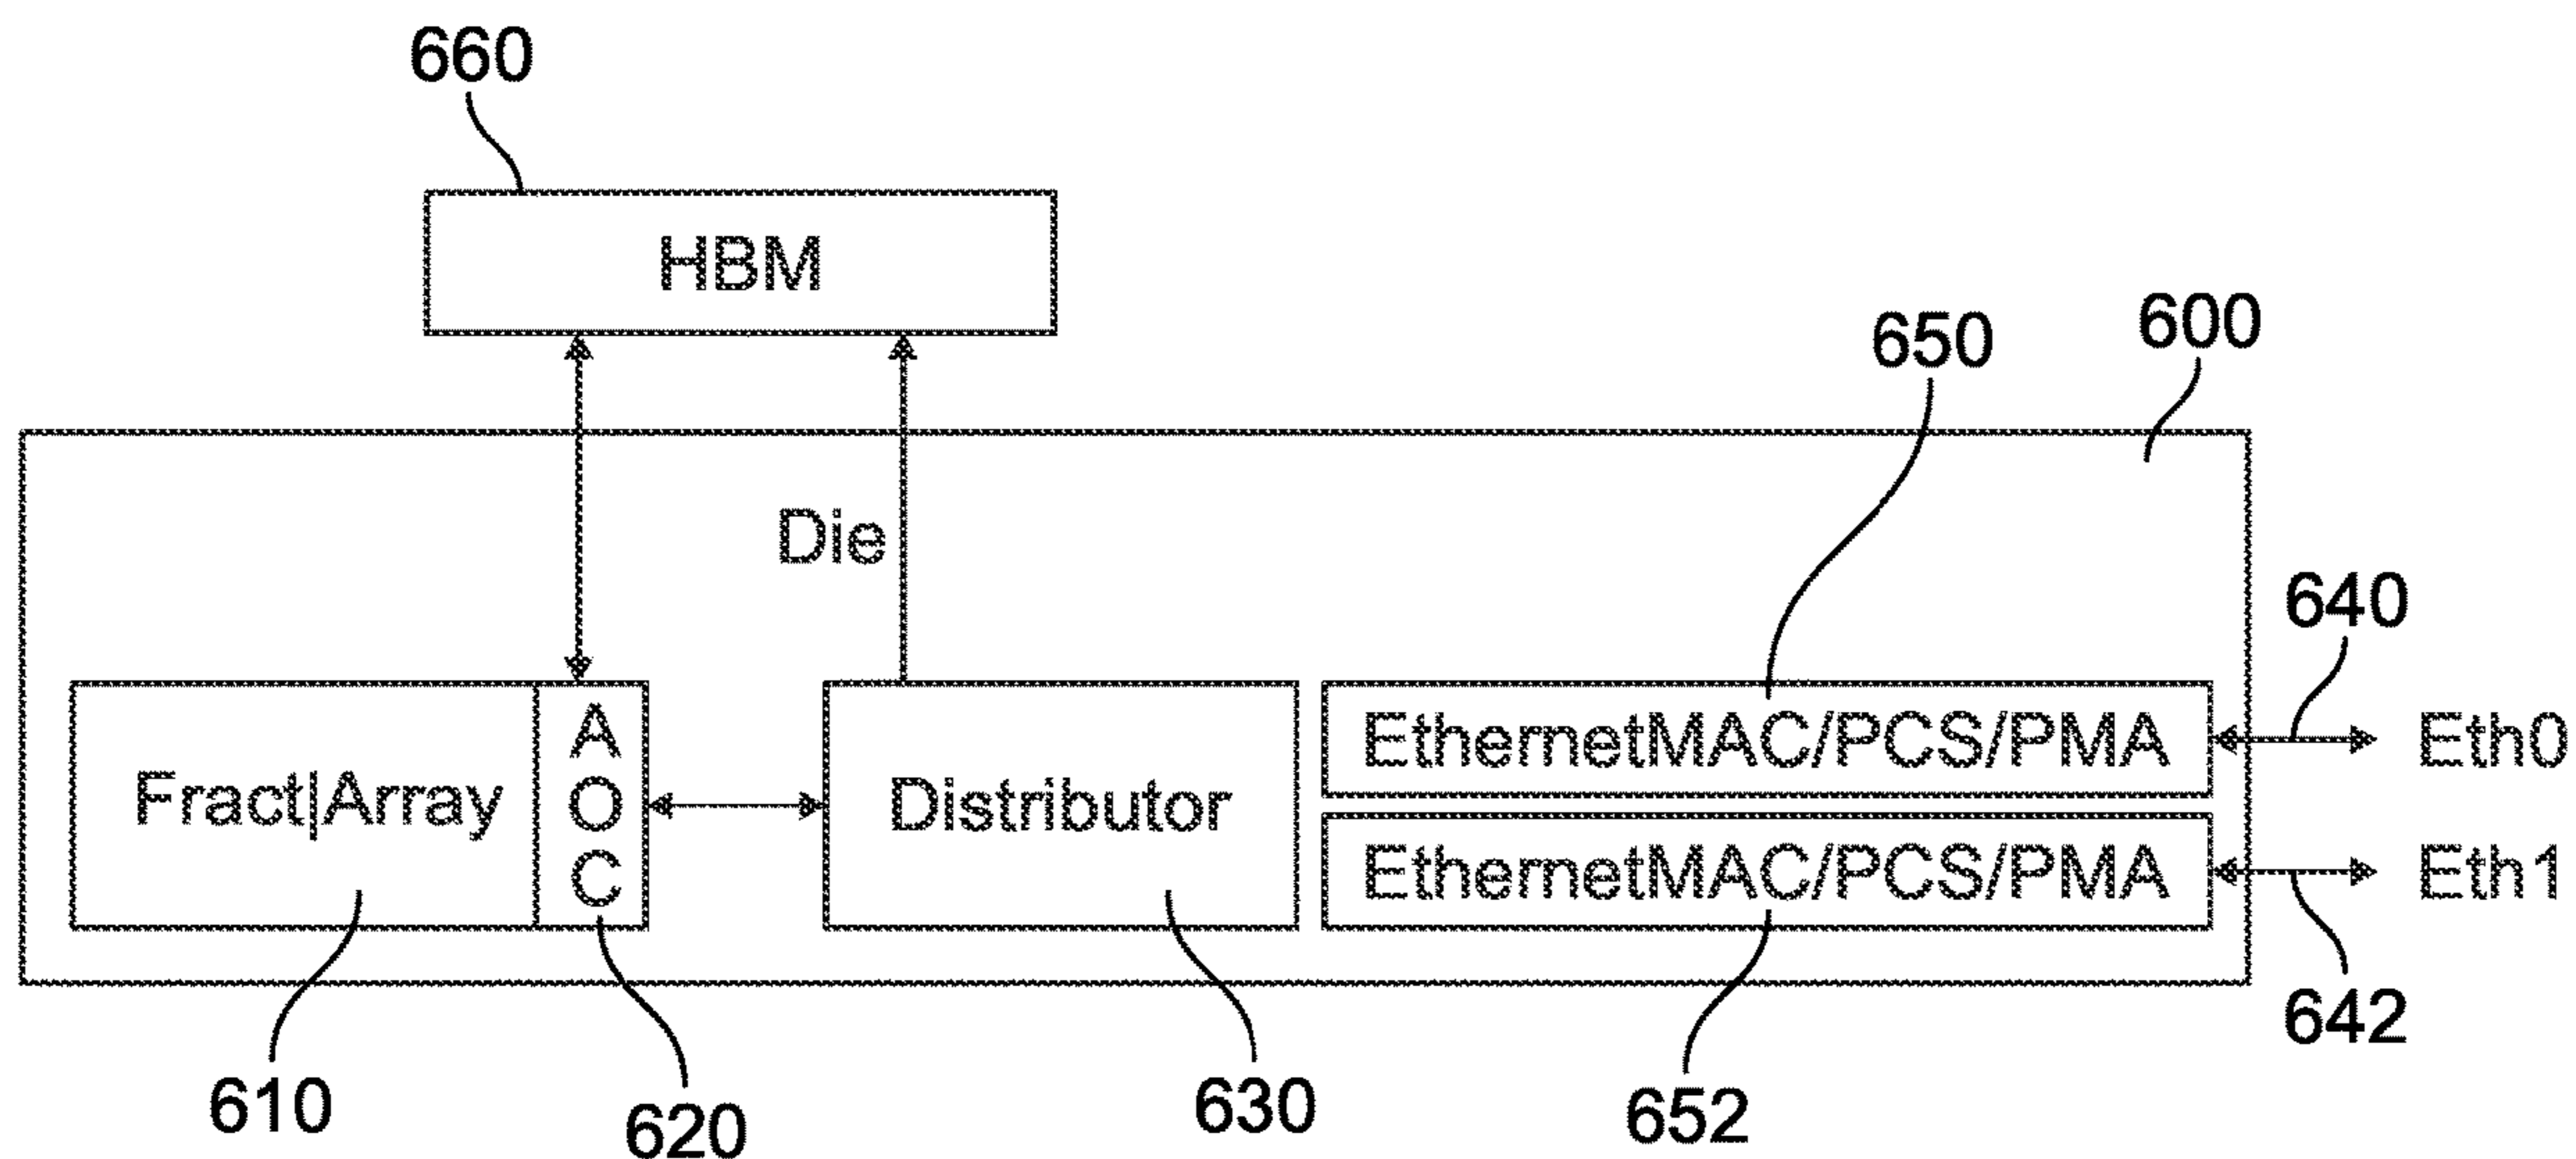 660
HBM
650
600
Die
640
Fract|Array
A
O
C
Distributor
EthernetMAC/PCS/PMA
Eth0
EthernetMAC/PCS/PMA
Eth1
610
620
630
652
642